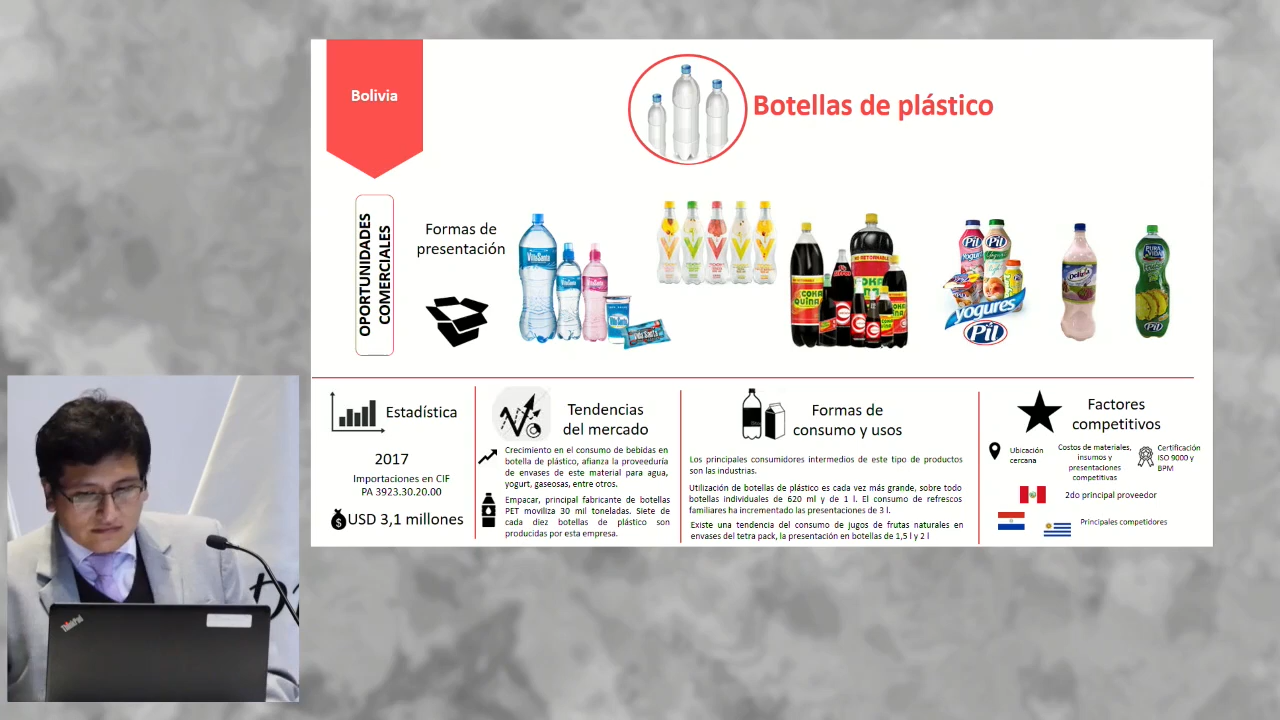 Bolivia
Botellas de plástico
OPORTUNIDADES
COMERCIALES
Formas de
presentación
VillaSanta
COKA
QUINA
Pil
Pil
yogures
Pil
PURA
VIDA
Pil
Estadística
2017
Importaciones en CIF
PA 3923.30.20.00
USD 3,1 millones
Tendencias
del mercado
Crecimiento en el consumo de bebidas en
botella de plástico, afianza la proveeduría
de envases de este material para agua,
yogurt, gaseosas, entre otros.
Empacar, principal fabricante de botellas
PET moviliza 30 mil toneladas. Siete de
cada diez botellas de plástico son
producidas por esta empresa.
Formas de
consumo y usos
Los principales consumidores intermedios de este tipo de productos
son las industrias.
Utilización de botellas de plástico es cada vez más grande, sobre todo
botellas individuales de 620 ml y de 1 l. El consumo de refrescos
familiares ha incrementado las presentaciones de 3 l.
Existe una tendencia del consumo de jugos de frutas naturales en
envases del tetra pack, la presentación en botellas de 1,5 l y 2 l
Factores
competitivos
Ubicación
cercana
Costos de materiales,
insumos y
presentaciones
competitivas
Certificación
ISO 9000 y
BPM
2do principal proveedor
Principales competidores
ThinkPad